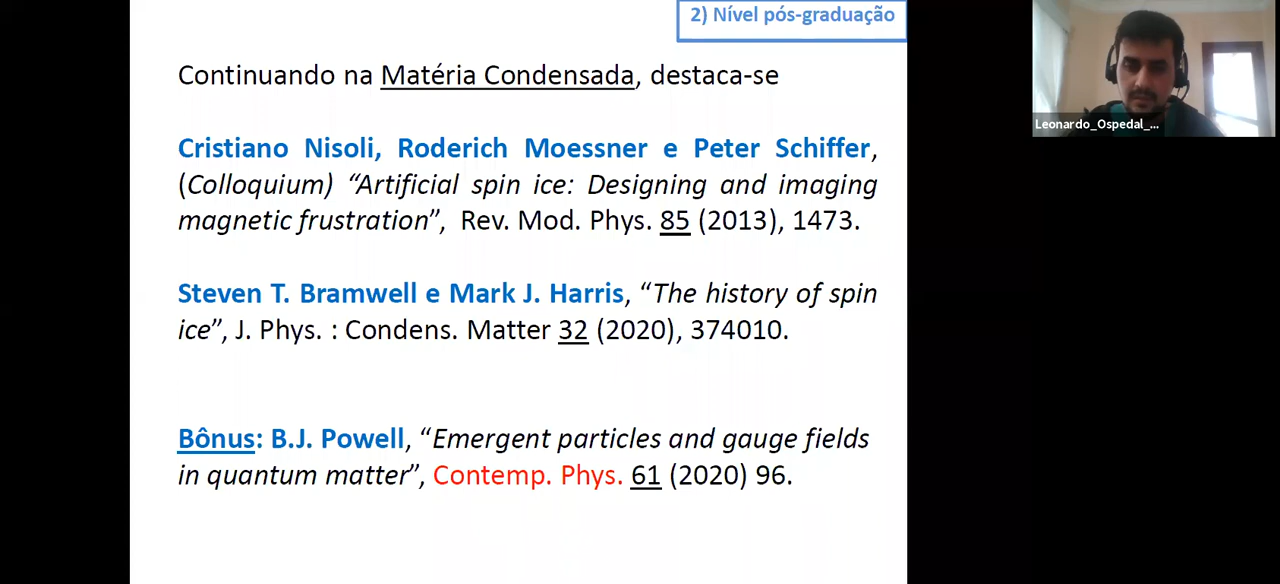 2) Nível pós-graduação
Continuando na Matéria Condensada, destaca-se
Cristiano Nisoli, Roderich Moessner e Peter Schiffer,
(Colloquium) “Artificial spin ice: Designing and imaging
magnetic frustration”, Rev. Mod. Phys. 85 (2013), 1473.
Steven T. Bramwell e Mark J. Harris, “The history of spin
ice”, J. Phys. : Condens. Matter 32 (2020), 374010.
Bônus: B.J. Powell, “Emergent particles and gauge fields
in quantum matter”, Contemp. Phys. 61 (2020) 96.
Leonardo_Ospedal_...